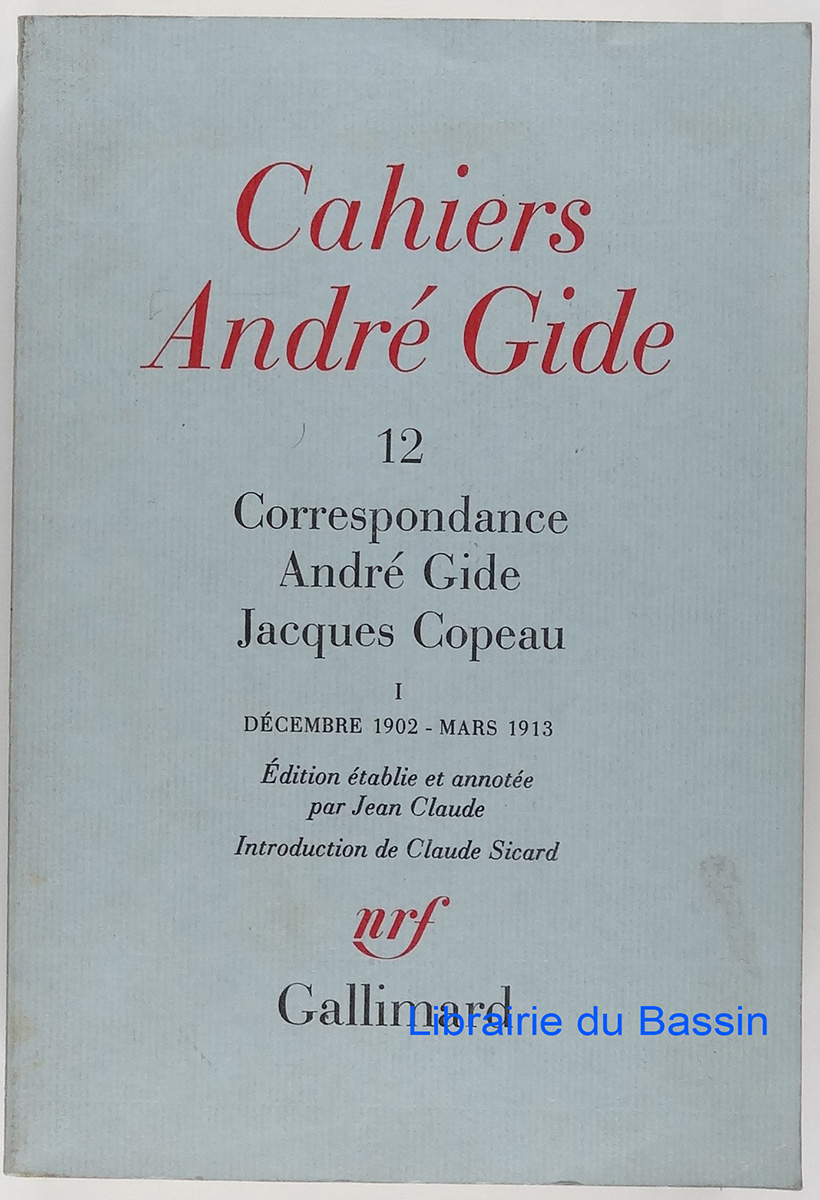 Cahiers
André Gide
12
Correspondance
André Gide
Jacques Copeau
I
DÉCEMBRE 1902 - MARS 1913
Édition établie et annotée
par Jean Claude
Introduction de Claude Sicard
nrf
Gallimard
Librairie du Bassin